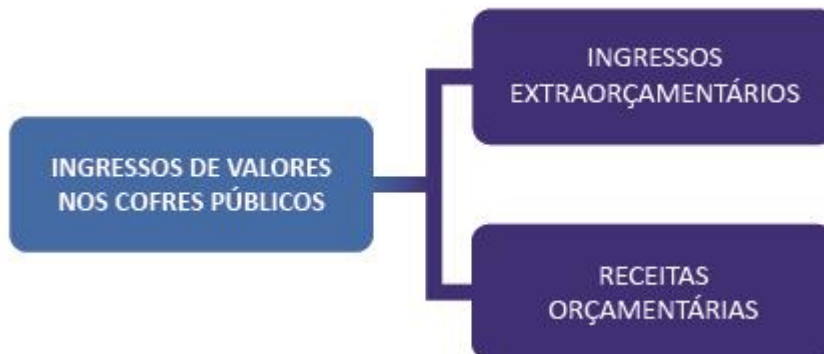 INGRESSOS
EXTRAORÇAMENTÁRIOS
INGRESSOS DE VALORES
NOS COFRES PÚBLICOS
RECEITAS
ORÇAMENTÁRIAS